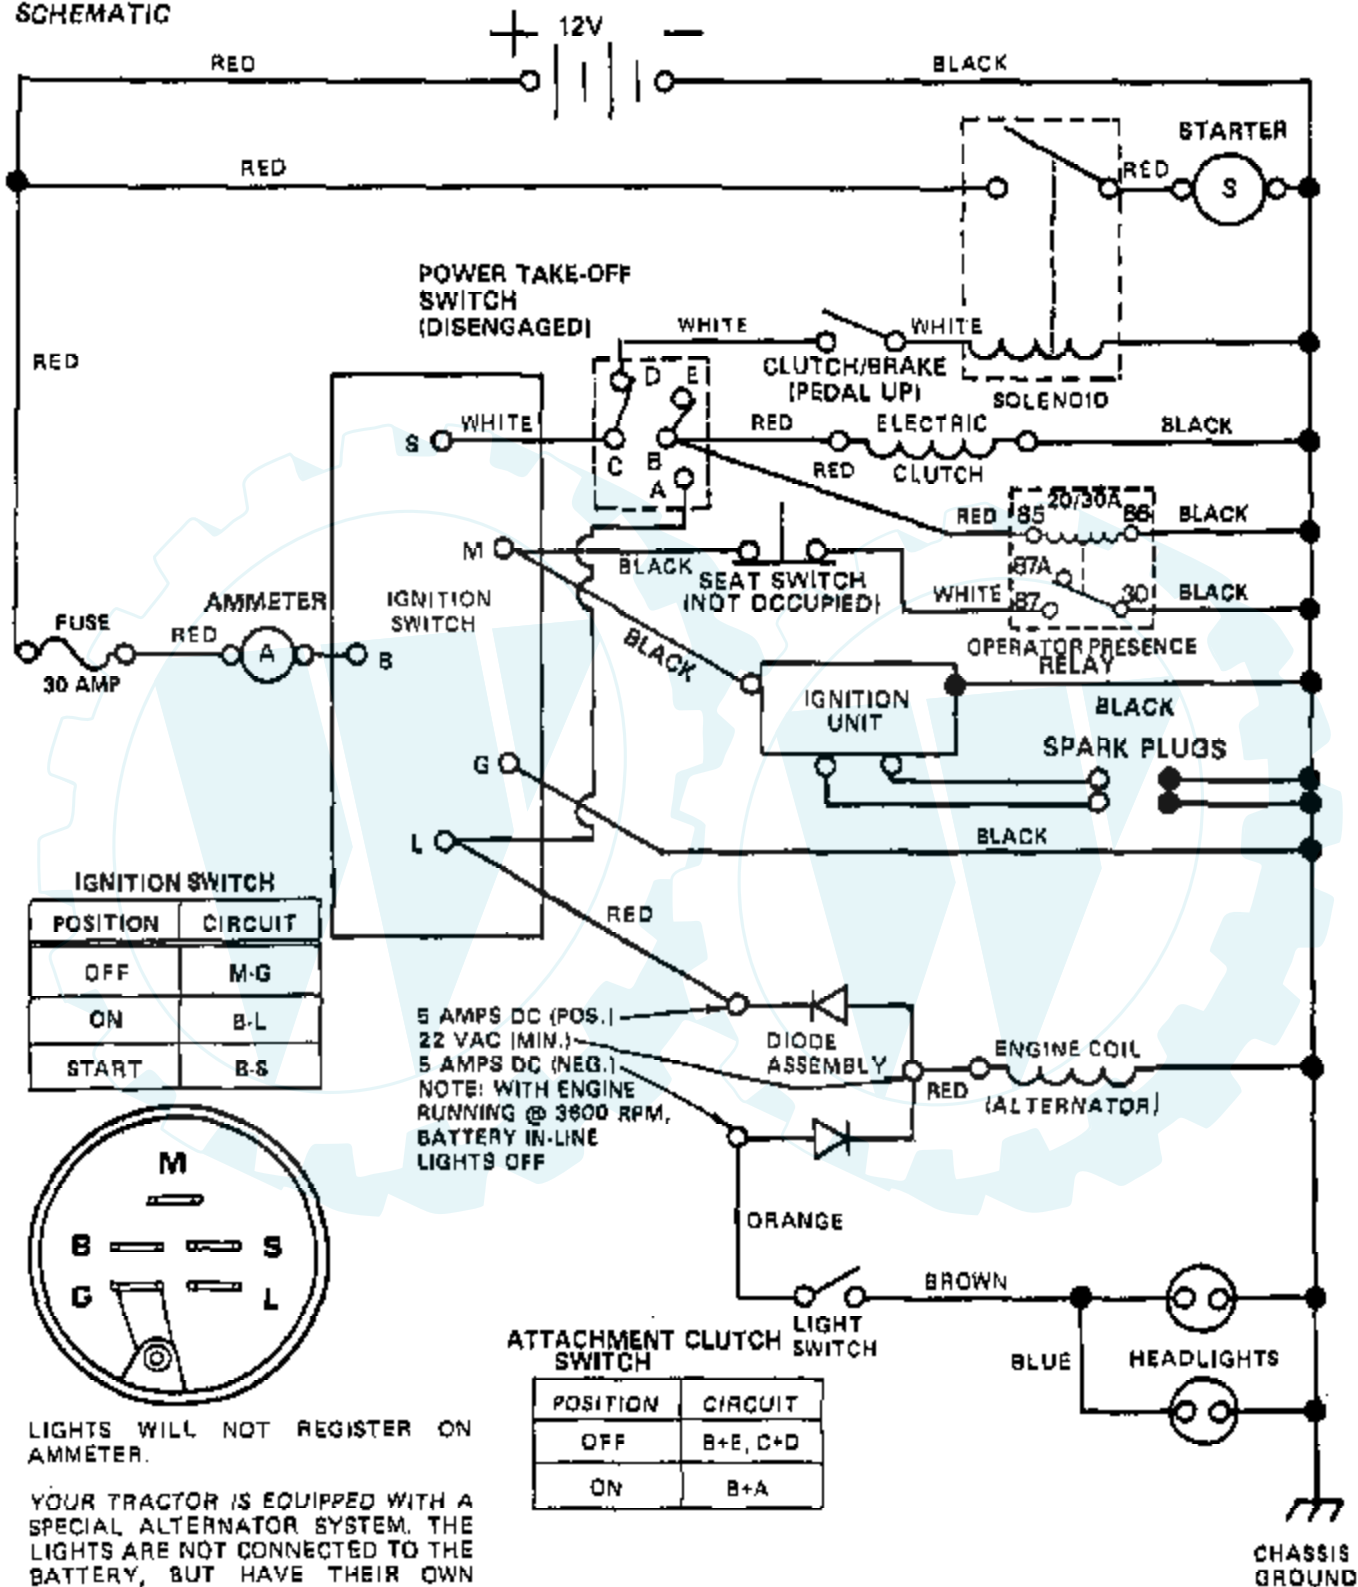 SCHEMATIC
+ 12V −
RED
BLACK
STARTER
RED
RED
S
POWER TAKE-OFF
SWITCH
(DISENGAGED)
WHITE
WHITE
RED
CLUTCH/BRAKE
(PEDAL UP)
SOLENOID
D E
S WHITE
RED
ELECTRIC
BLACK
C B
RED
CLUTCH
A
20/30A
RED 85 86 BLACK
M
BLACK
SEAT SWITCH
(NOT OCCUPIED)
87A
WHITE 87 30 BLACK
AMMETER
IGNITION
SWITCH
FUSE
RED
A
B
30 AMP
BLACK
OPERATOR PRESENCE
RELAY
IGNITION
UNIT
BLACK
SPARK PLUGS
G
BLACK
L
IGNITION SWITCH
POSITION CIRCUIT
OFF M-G
ON B-L
START B-S
RED
5 AMPS DC (POS.)
22 VAC (MIN.)
5 AMPS DC (NEG.)
NOTE: WITH ENGINE
RUNNING @ 3600 RPM,
BATTERY IN-LINE
LIGHTS OFF
DIODE
ASSEMBLY
ENGINE COIL
RED
(ALTERNATOR)
M
B S
G L
ORANGE
BROWN
LIGHT
SWITCH
BLUE
HEADLIGHTS
ATTACHMENT CLUTCH
SWITCH
POSITION CIRCUIT
OFF B+E, C+D
ON B+A
LIGHTS WILL NOT REGISTER ON
AMMETER.
YOUR TRACTOR IS EQUIPPED WITH A
SPECIAL ALTERNATOR SYSTEM. THE
LIGHTS ARE NOT CONNECTED TO THE
BATTERY, BUT HAVE THEIR OWN
CHASSIS
GROUND